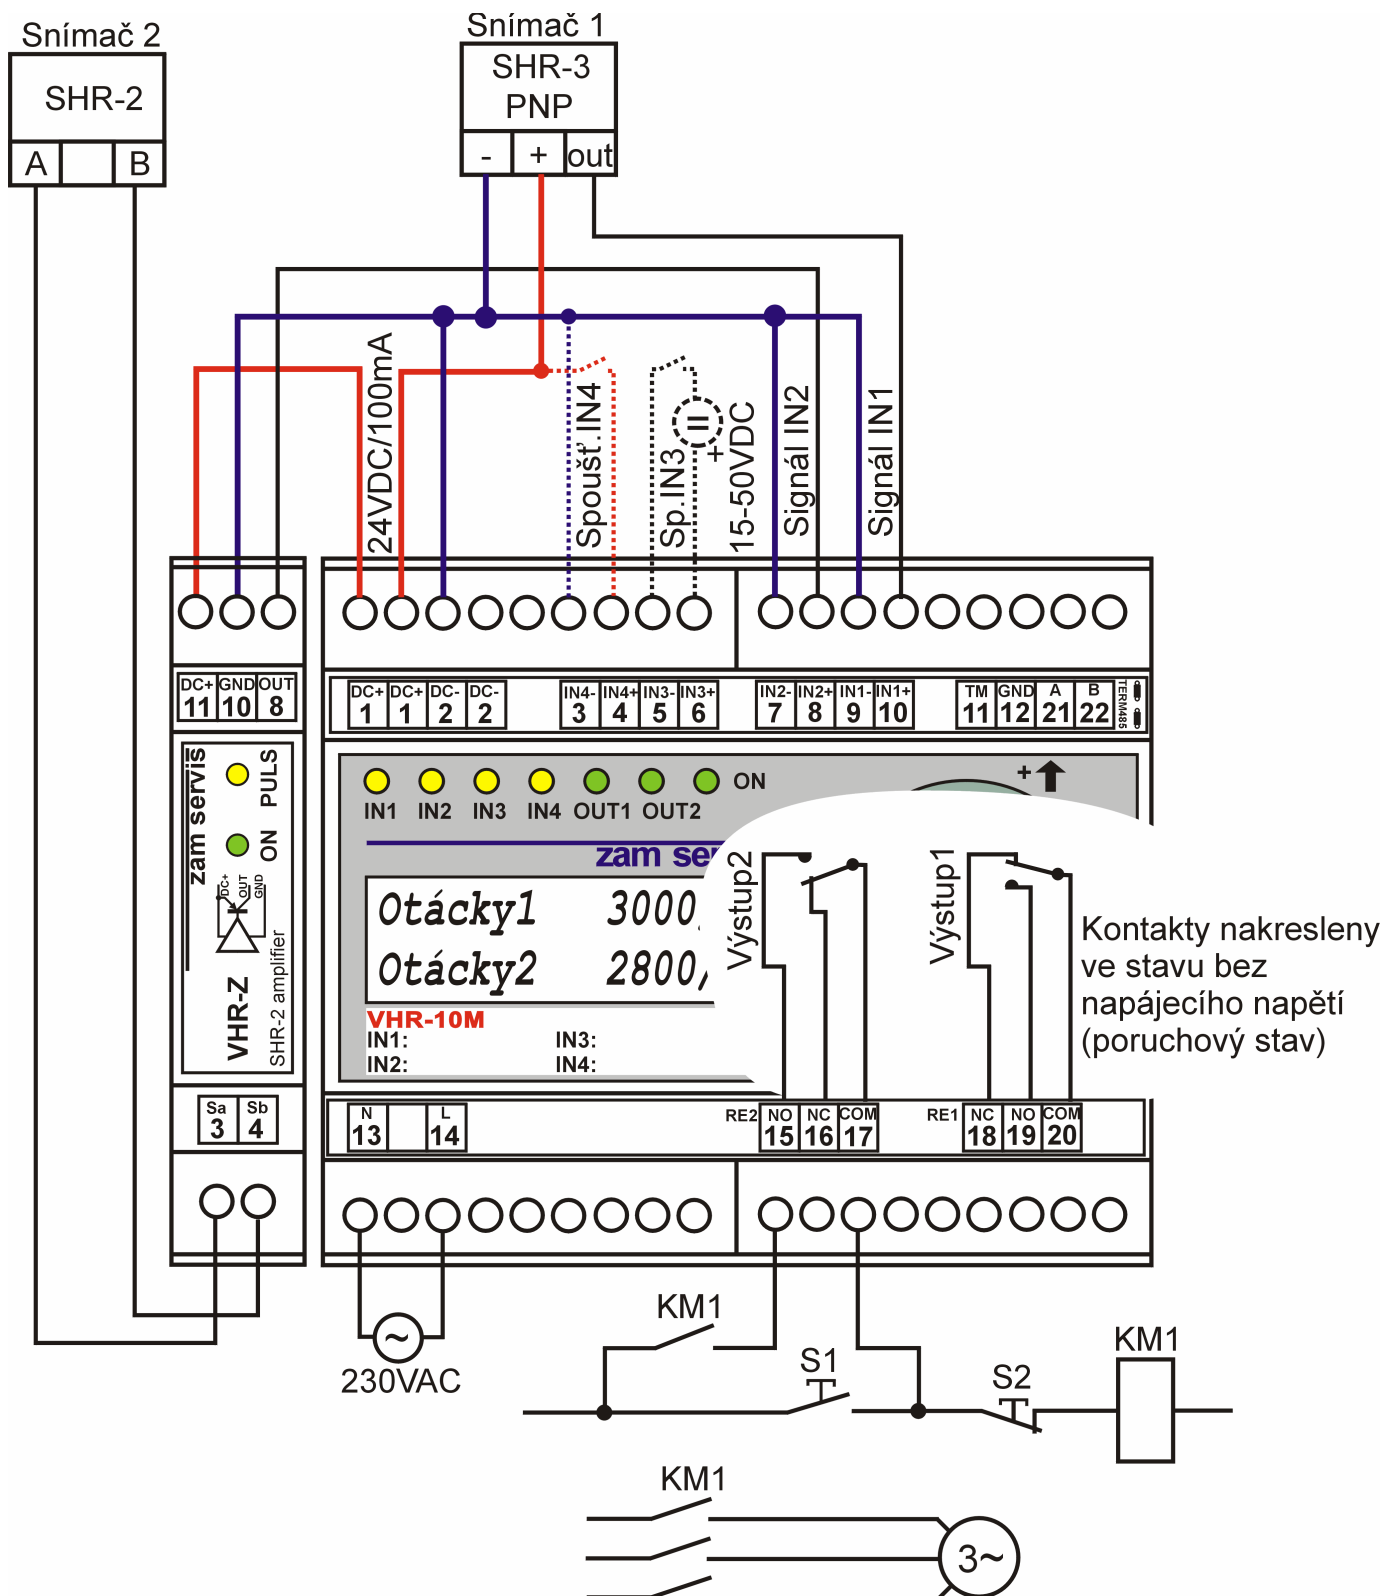 Snímač 2
Snímač 1
SHR-2
SHR-3
PNP
A B
- + out
24VDC/100mA
Spoušť.IN4
Sp.IN3
+
15-50VDC
Signál IN2
Signál IN1
DC+ GND OUT
11 10 8
DC+ DC+ DC- DC-
1 1 2 2
IN4- IN4+ IN3- IN3+
3 4 5 6
IN2- IN2+ IN1- IN1+
7 8 9 10
TM GND A B
11 12 21 22
TERM485
zam servis
PULS
ON
DC+
OUT
GND
VHR-Z
SHR-2 amplifier
IN1 IN2 IN3 IN4 OUT1 OUT2 ON
+
zam ser
Otácky1 3000,
Otácky2 2800,
VHR-10M
IN1: IN3:
IN2: IN4:
Výstup2
Výstup1
Kontakty nakresleny
ve stavu bez
napájecího napětí
(poruchový stav)
Sa Sb
3 4
N L
13 14
RE2 NO NC COM
15 16 17
RE1 NC NO COM
18 19 20
~
230VAC
KM1
S1
S2
KM1
KM1
3~